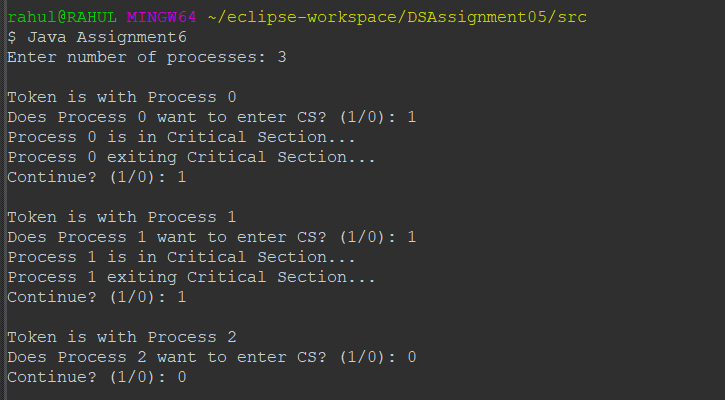 rahul@RAHUL MINGW64 ~/eclipse-workspace/DSAssignment05/src
$ Java Assignment6
Enter number of processes: 3
Token is with Process 0
Does Process 0 want to enter CS? (1/0): 1
Process 0 is in Critical Section...
Process 0 exiting Critical Section...
Continue? (1/0): 1
Token is with Process 1
Does Process 1 want to enter CS? (1/0): 1
Process 1 is in Critical Section...
Process 1 exiting Critical Section...
Continue? (1/0): 1
Token is with Process 2
Does Process 2 want to enter CS? (1/0): 0
Continue? (1/0): 0